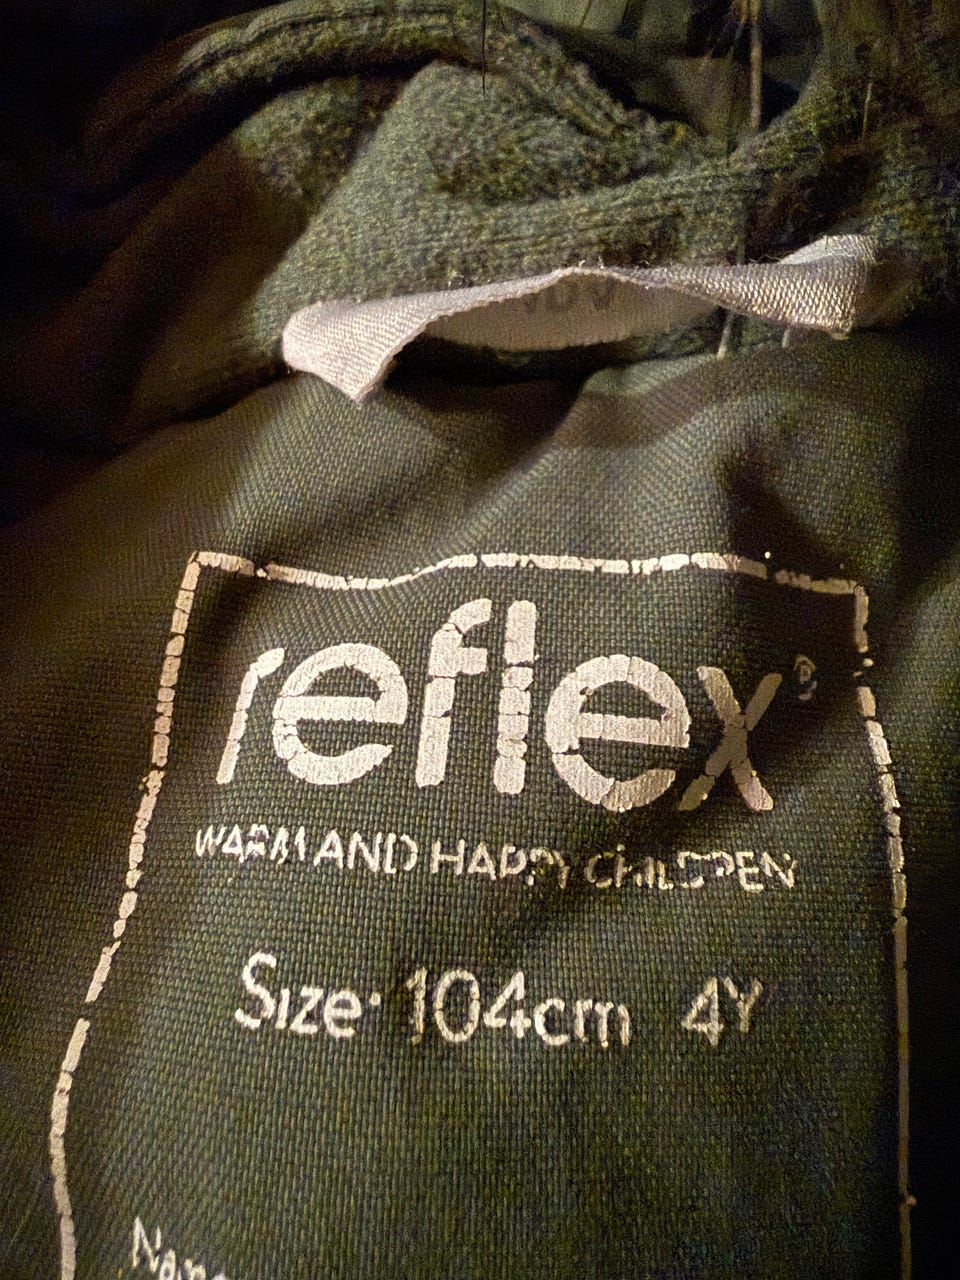 reflex®
WARM AND HAPPY CHILDREN
Size: 104cm 4Y